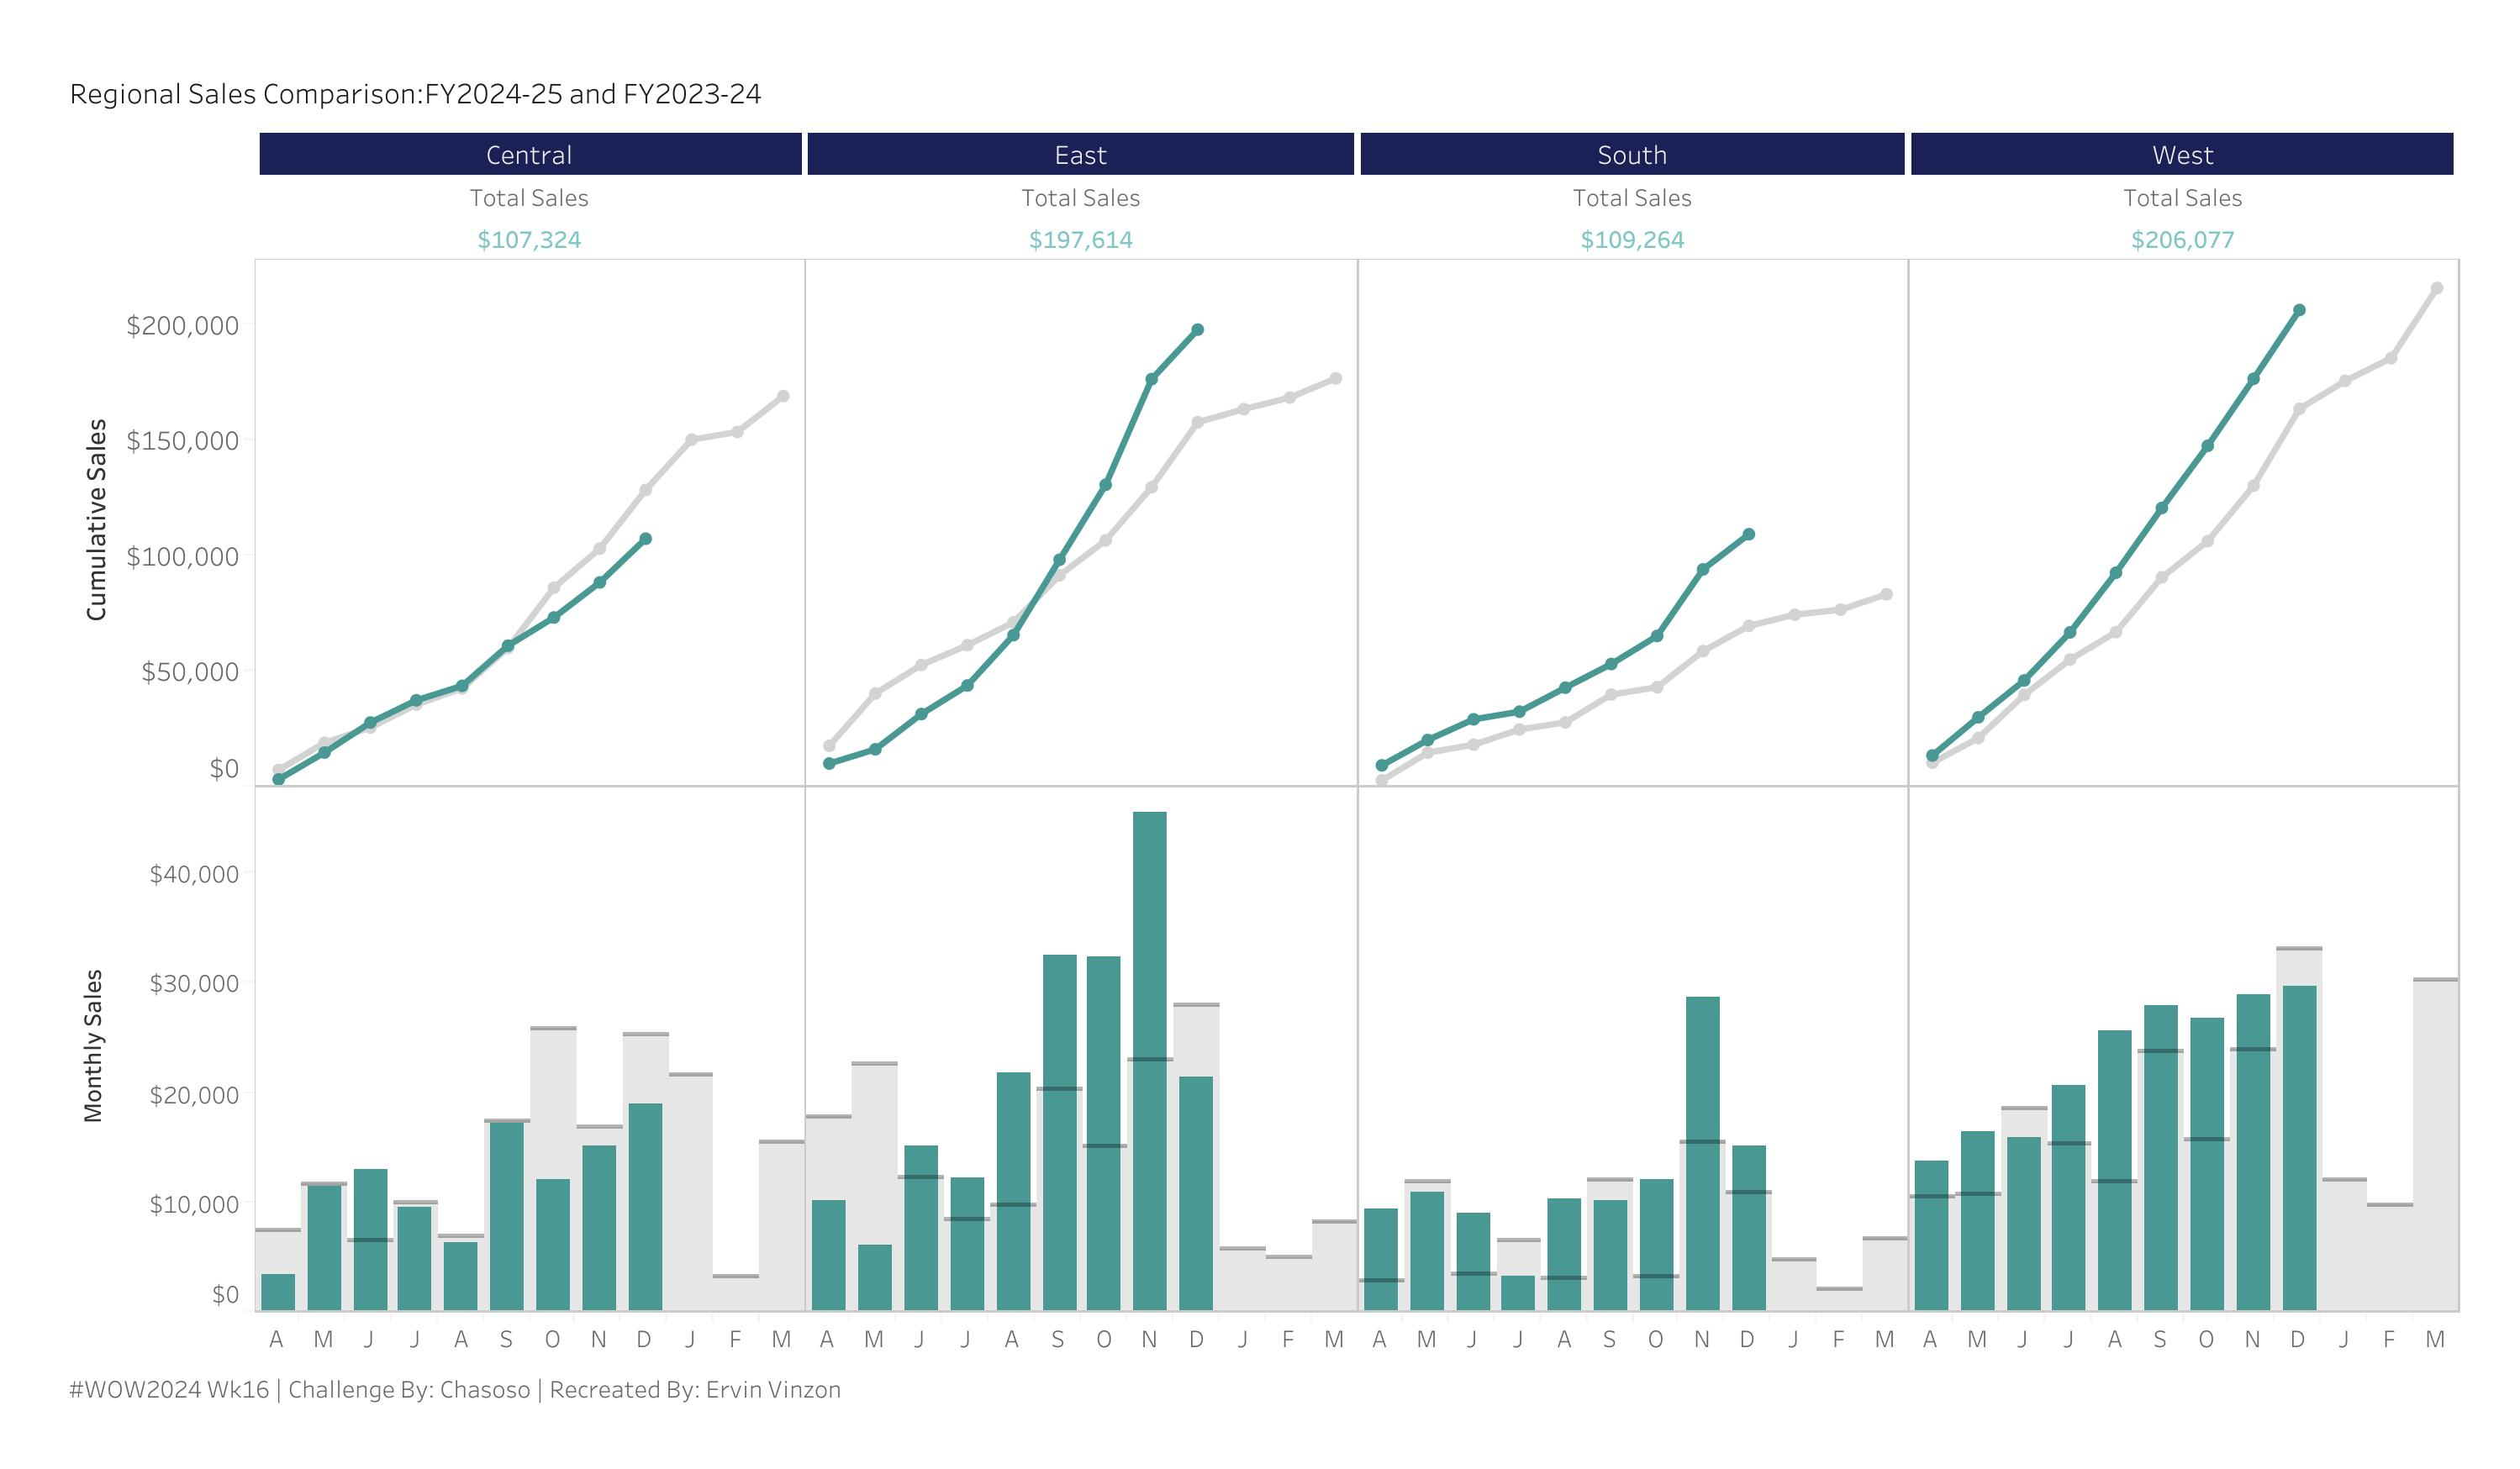 Regional Sales Comparison:FY2024-25 and FY2023-24
Central East South West
Total Sales Total Sales Total Sales Total Sales
$107,324 $197,614 $109,264 $206,077
Cumulative Sales
$200,000
$150,000
$100,000
$50,000
$0
Monthly Sales
$40,000
$30,000
$20,000
$10,000
$0
A M J J A S O N D J F M A M J J A S O N D J F M A M J J A S O N D J F M A M J J A S O N D J F M
#WOW2024 Wk16 | Challenge By: Chasoso | Recreated By: Ervin Vinzon